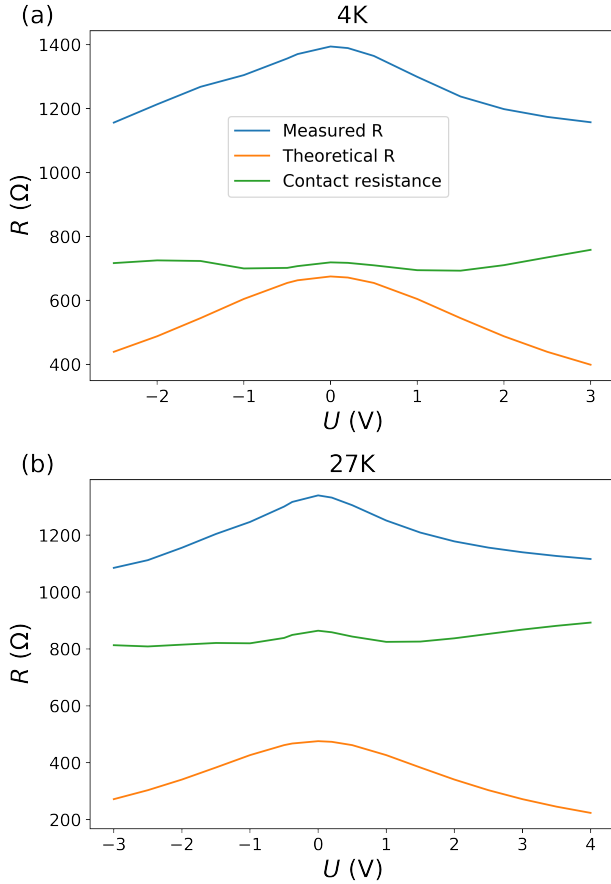 (a)
4K
1400
1200
1000
800
600
400
R (Ω)
Measured R
Theoretical R
Contact resistance
−2
−1
0
1
2
3
U (V)
(b)
27K
1200
1000
800
600
400
200
R (Ω)
−3
−2
−1
0
1
2
3
4
U (V)